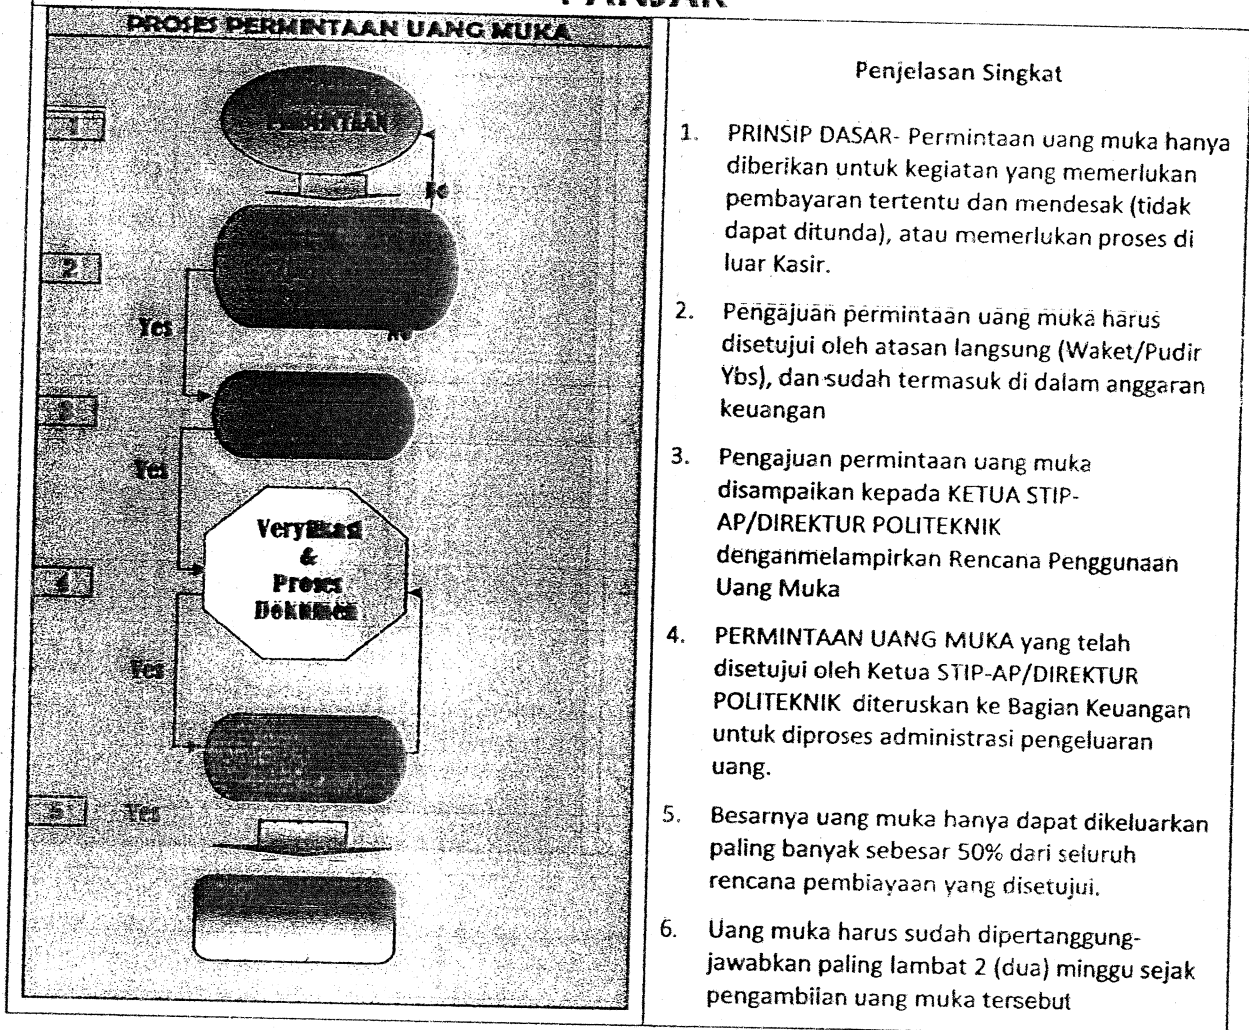 PROSES PERMINTAAN UANG MUKA
1
PERMINTAAN
No
2
Yes
No
3
Yes
Veryfikasi
&
Proses
Dokumen
4
Yes
5
Yes
Penjelasan Singkat
1. PRINSIP DASAR- Permintaan uang muka hanya
diberikan untuk kegiatan yang memerlukan
pembayaran tertentu dan mendesak (tidak
dapat ditunda), atau memerlukan proses di
luar Kasir.
2. Pengajuan permintaan uang muka harus
disetujui oleh atasan langsung (Waket/Pudir
Ybs), dan sudah termasuk di dalam anggaran
keuangan
3. Pengajuan permintaan uang muka
disampaikan kepada KETUA STIP-
AP/DIREKTUR POLITEKNIK
denganmelampirkan Rencana Penggunaan
Uang Muka
4. PERMINTAAN UANG MUKA yang telah
disetujui oleh Ketua STIP-AP/DIREKTUR
POLITEKNIK diteruskan ke Bagian Keuangan
untuk diproses administrasi pengeluaran
uang.
5. Besarnya uang muka hanya dapat dikeluarkan
paling banyak sebesar 50% dari seluruh
rencana pembiayaan yang disetujui.
6. Uang muka harus sudah dipertanggung-
jawabkan paling lambat 2 (dua) minggu sejak
pengambilan uang muka tersebut